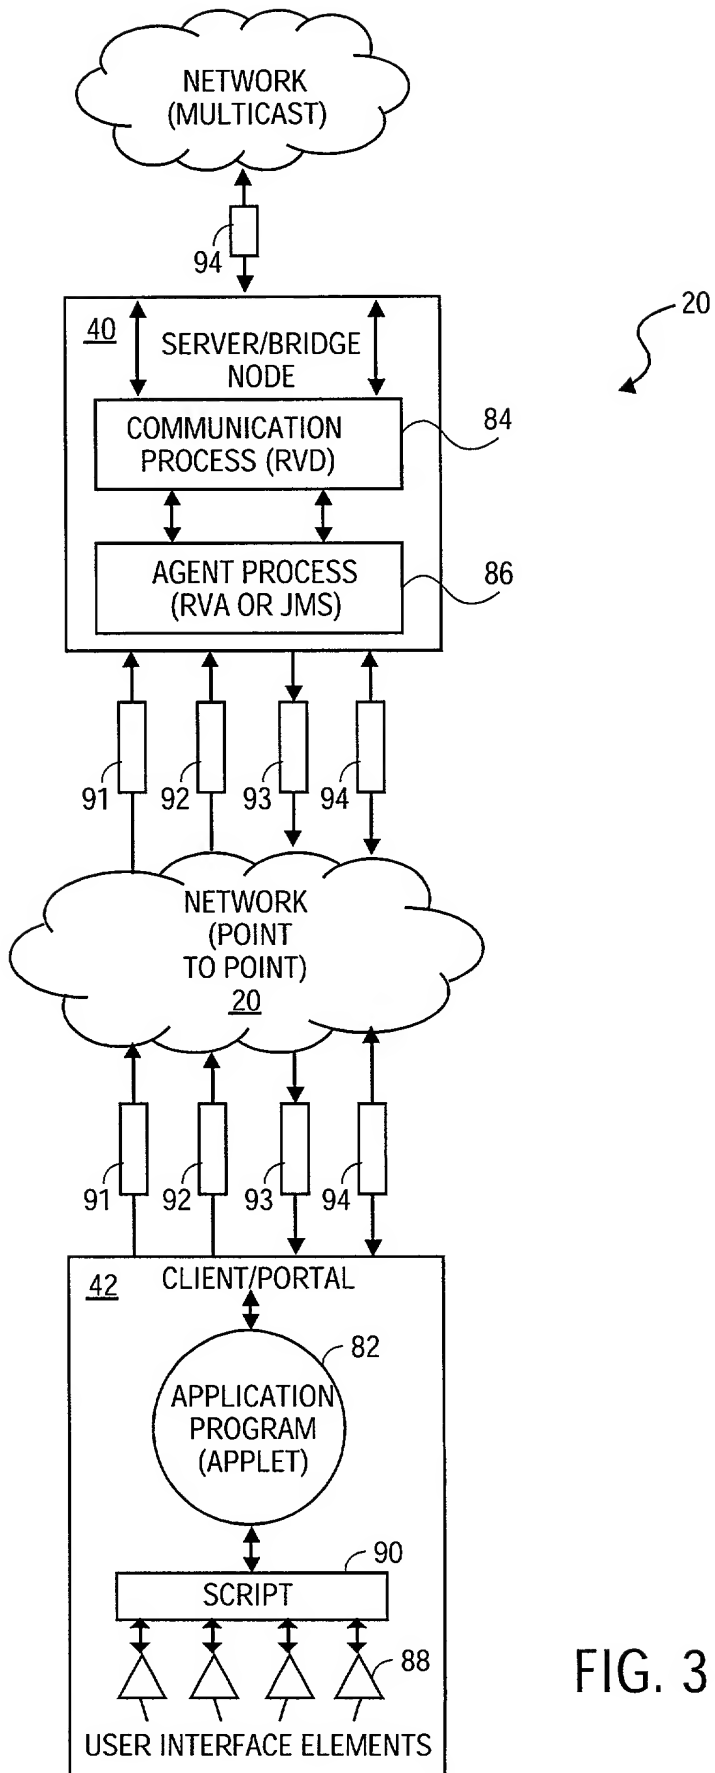 NETWORK
(MULTICAST)
94
20
40
SERVER/BRIDGE
NODE
COMMUNICATION
PROCESS (RVD)
84
AGENT PROCESS
(RVA OR JMS)
86
91
92
93
94
NETWORK
(POINT
TO POINT)
20
91
92
93
94
42
CLIENT/PORTAL
82
APPLICATION
PROGRAM
(APPLET)
90
SCRIPT
88
USER INTERFACE ELEMENTS
FIG. 3